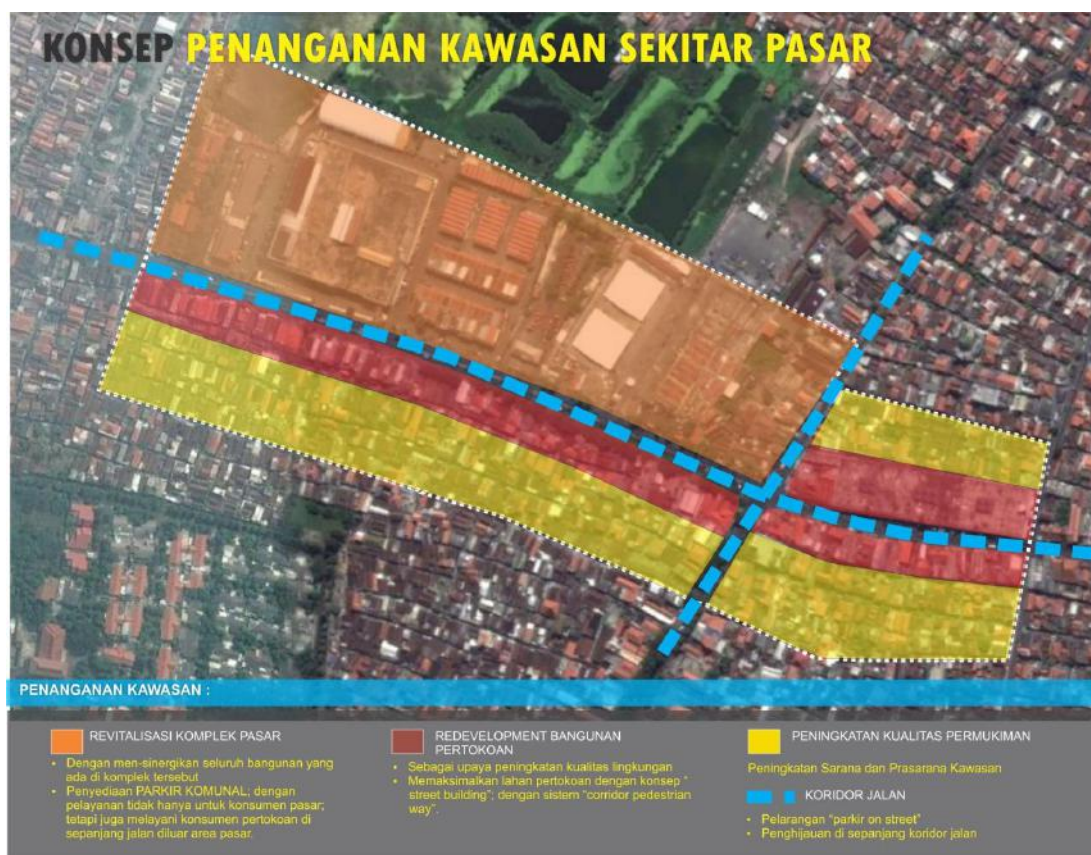 KONSEP PENANGANAN KAWASAN SEKITAR PASAR
PENANGANAN KAWASAN :
REVITALISASI KOMPLEK PASAR
• Dengan men-sinergikan seluruh bangunan yang
ada di komplek tersebut
• Penyediaan PARKIR KOMUNAL; dengan
pelayanan tidak hanya untuk konsumen pasar;
tetapi juga melayani konsumen pertokoan di
sepanjang jalan diluar area pasar.
REDEVELOPMENT BANGUNAN
PERTOKOAN
• Sebagai upaya peningkatan kualitas lingkungan
• Memaksimalkan lahan pertokoan dengan konsep "
street building"; dengan sistem "corridor pedestrian
way".
PENINGKATAN KUALITAS PERMUKIMAN
Peningkatan Sarana dan Prasarana Kawasan
KORIDOR JALAN
• Pelarangan "parkir on street"
• Penghijauan di sepanjang koridor jalan